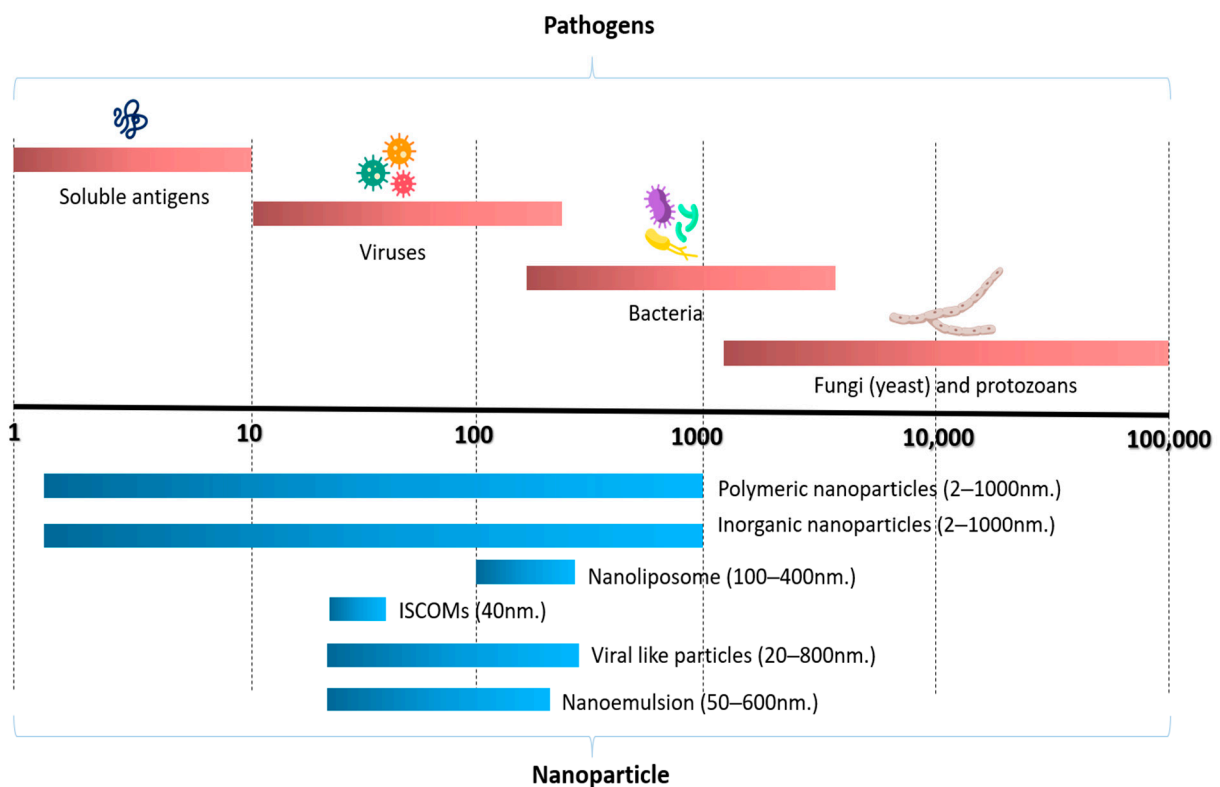 Pathogens
Soluble antigens
Viruses
Bacteria
Fungi (yeast) and protozoans
1 10 100 1000 10,000 100,000
Polymeric nanoparticles (2–1000nm.)
Inorganic nanoparticles (2–1000nm.)
Nanoliposome (100–400nm.)
ISCOMs (40nm.)
Viral like particles (20–800nm.)
Nanoemulsion (50–600nm.)
Nanoparticle